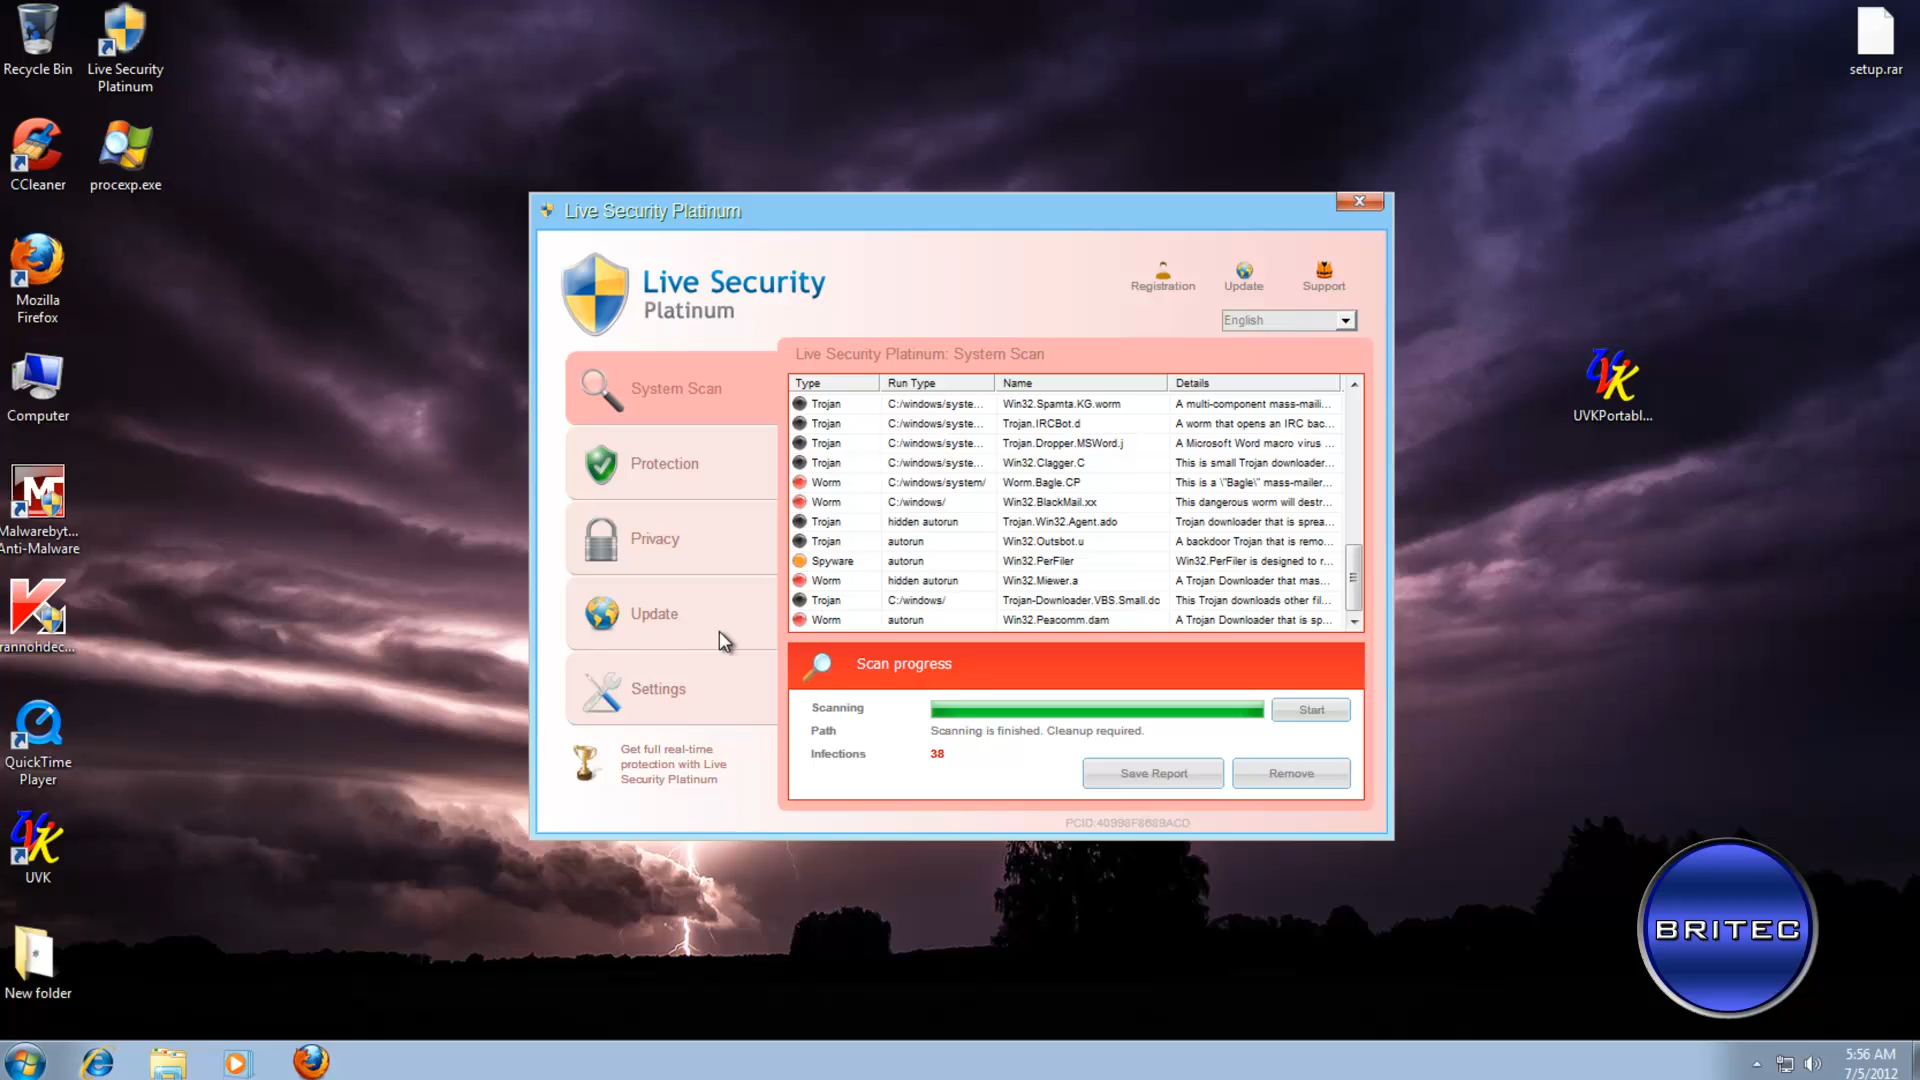 Recycle Bin
Live Security
Platinum
CCleaner
procexp.exe
Mozilla
Firefox
Computer
Malwarebyt...
Anti-Malware
rannohdec...
QuickTime
Player
UVK
New folder
setup.rar
UVKPortabl...
BRITEC
Live Security Platinum
X
Live Security
Platinum
Registration
Update
Support
English
System Scan
Protection
Privacy
Update
Settings
Get full real-time
protection with Live
Security Platinum
Live Security Platinum: System Scan
Type Run Type Name Details
Trojan C:/windows/syste... Win32.Spamta.KG.worm A multi-component mass-maili...
Trojan C:/windows/syste... Trojan.IRCBot.d A worm that opens an IRC bac...
Trojan C:/windows/syste... Trojan.Dropper.MSWord.j A Microsoft Word macro virus ...
Trojan C:/windows/syste... Win32.Clagger.C This is small Trojan downloader...
Worm C:/windows/system/ Worm.Bagle.CP This is a \"Bagle\" mass-mailer...
Worm C:/windows/ Win32.BlackMail.xx This dangerous worm will destr...
Trojan hidden autorun Trojan.Win32.Agent.ado Trojan downloader that is sprea...
Trojan autorun Win32.Outsbot.u A backdoor Trojan that is remo...
Spyware autorun Win32.PerFiler Win32.PerFiler is designed to r...
Worm hidden autorun Win32.Miewer.a A Trojan Downloader that mas...
Trojan C:/windows/ Trojan-Downloader.VBS.Small.dc This Trojan downloads other fil...
Worm autorun Win32.Peacomm.dam A Trojan Downloader that is sp...
Scan progress
Scanning
Start
Path Scanning is finished. Cleanup required.
Infections 38
Save Report
Remove
PCID:40998F8689ACD
5:56 AM
7/5/2012